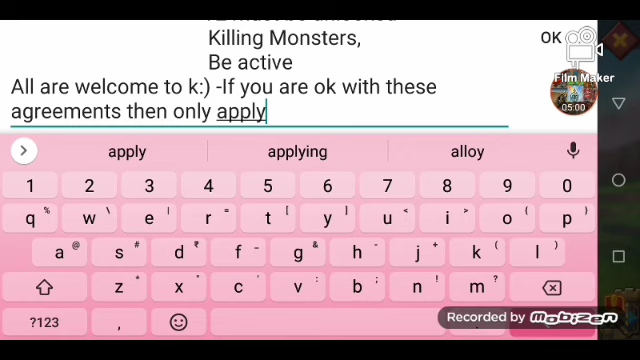 Killing Monsters,
Be active
All are welcome to k:) -If you are ok with these
agreements then only apply
OK
Film Maker
05:00
apply applying alloy
1 2 3 4 5 6 7 8 9 0
q % w \ e | r = t [ y ] u < i > o { p }
a @ s # d ₹ f _ g & h - j + k ( l )
z * x " c ' v : b ; n ! m ?
?123 , .
Recorded by Mobizen